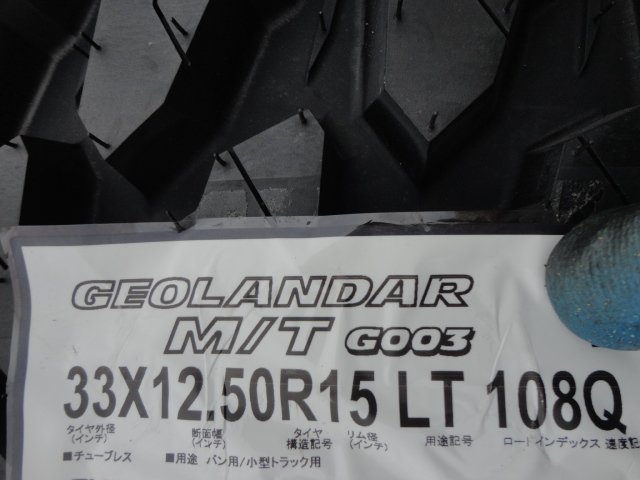 GEOLANDAR
M/T G003
33X12.50R15 LT 108Q
タイヤ外径 断面幅 タイヤ リム径 用途記号 ロードインデックス 速度記
(インチ) (インチ) 構造記号 (インチ)
■チューブレス ■用途 バン用/小型トラック用